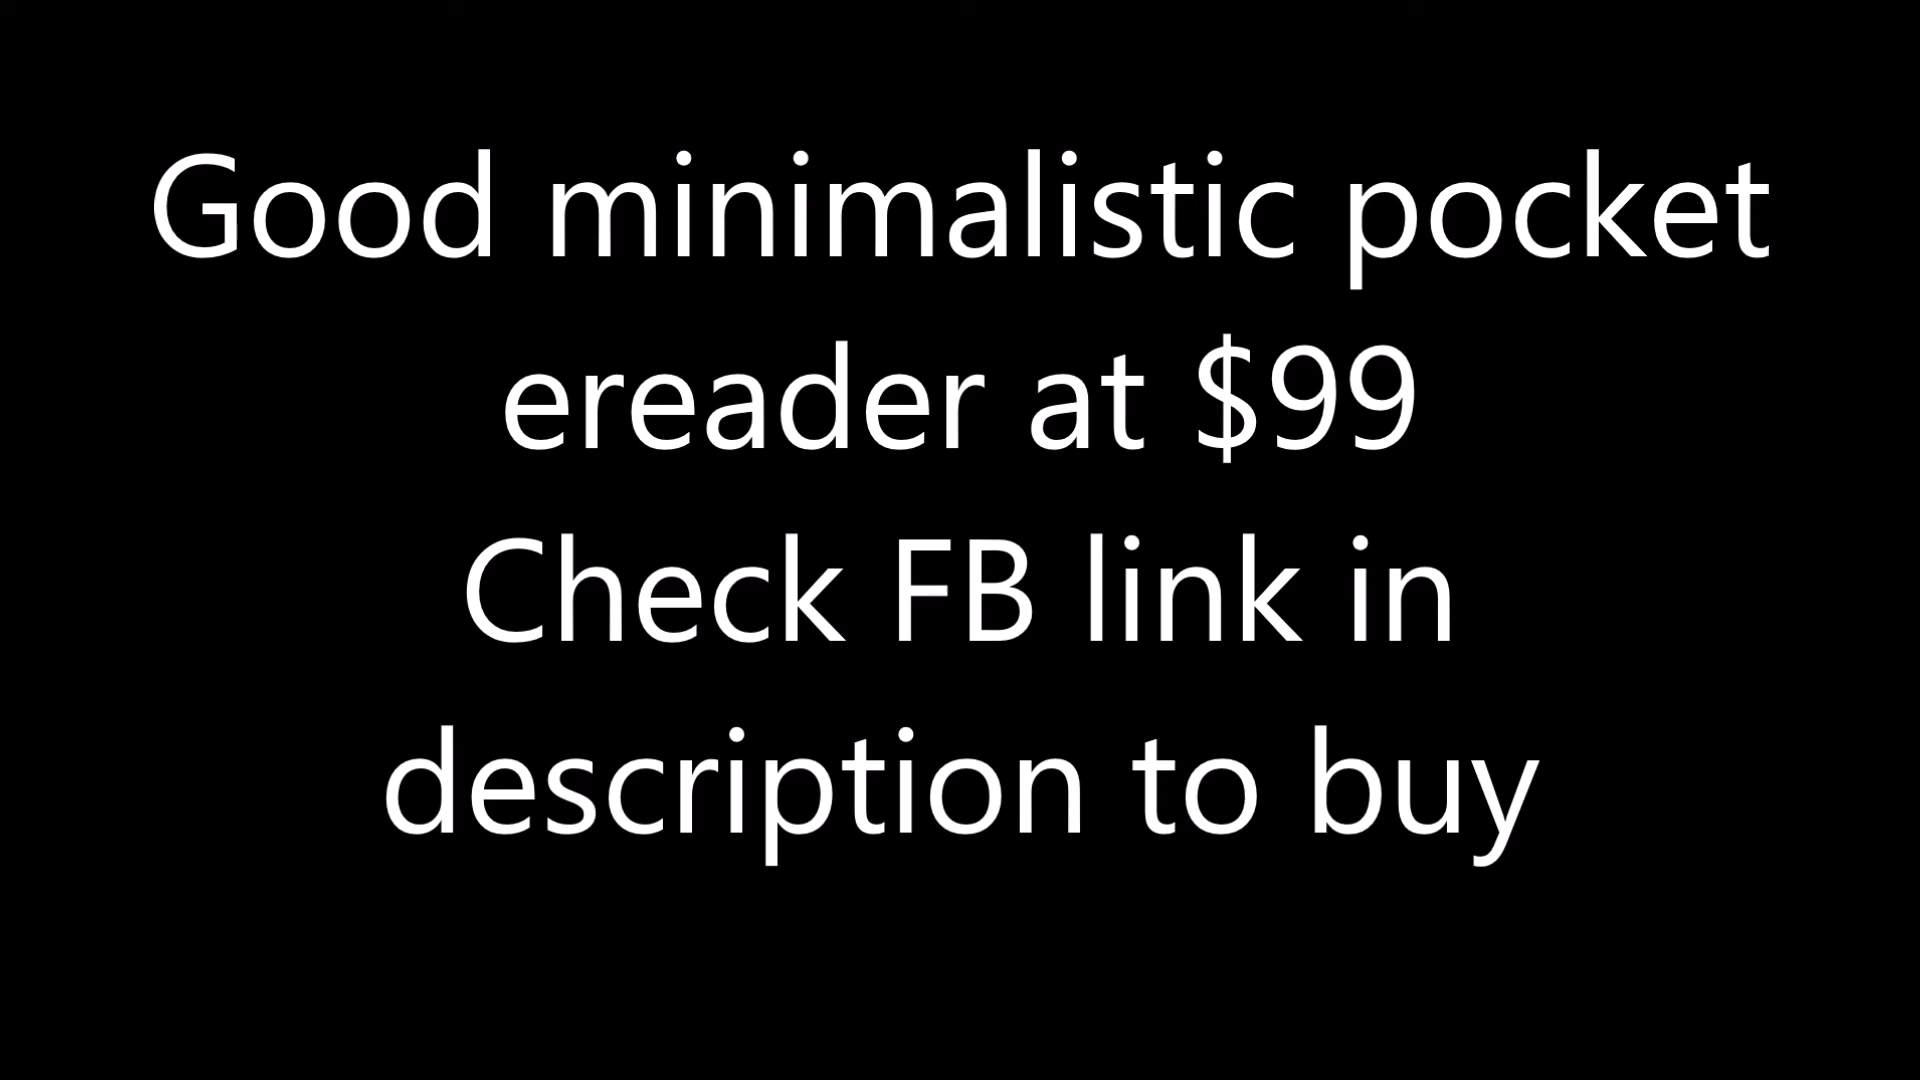 Good minimalistic pocket
ereader at $99
Check FB link in
description to buy